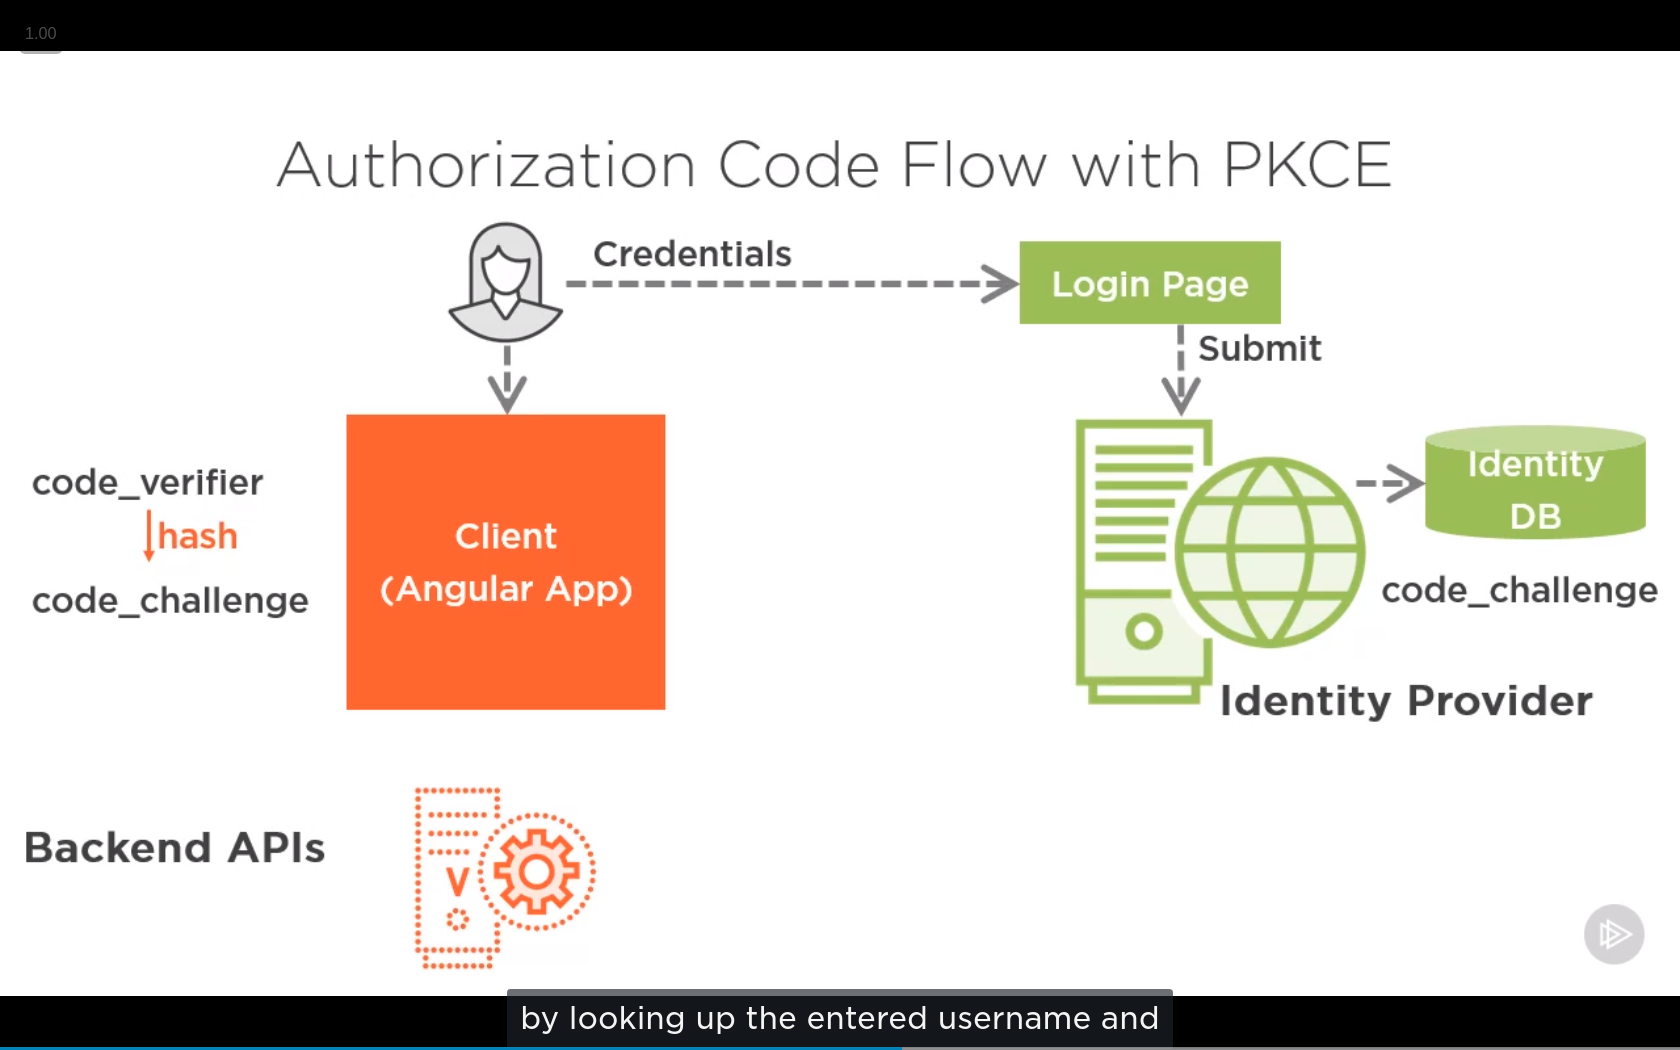 1.00
Authorization Code Flow with PKCE
Credentials
Login Page
Submit
code_verifier
hash
code_challenge
Client
(Angular App)
Identity
DB
code_challenge
Identity Provider
Backend APIs
V
by looking up the entered username and